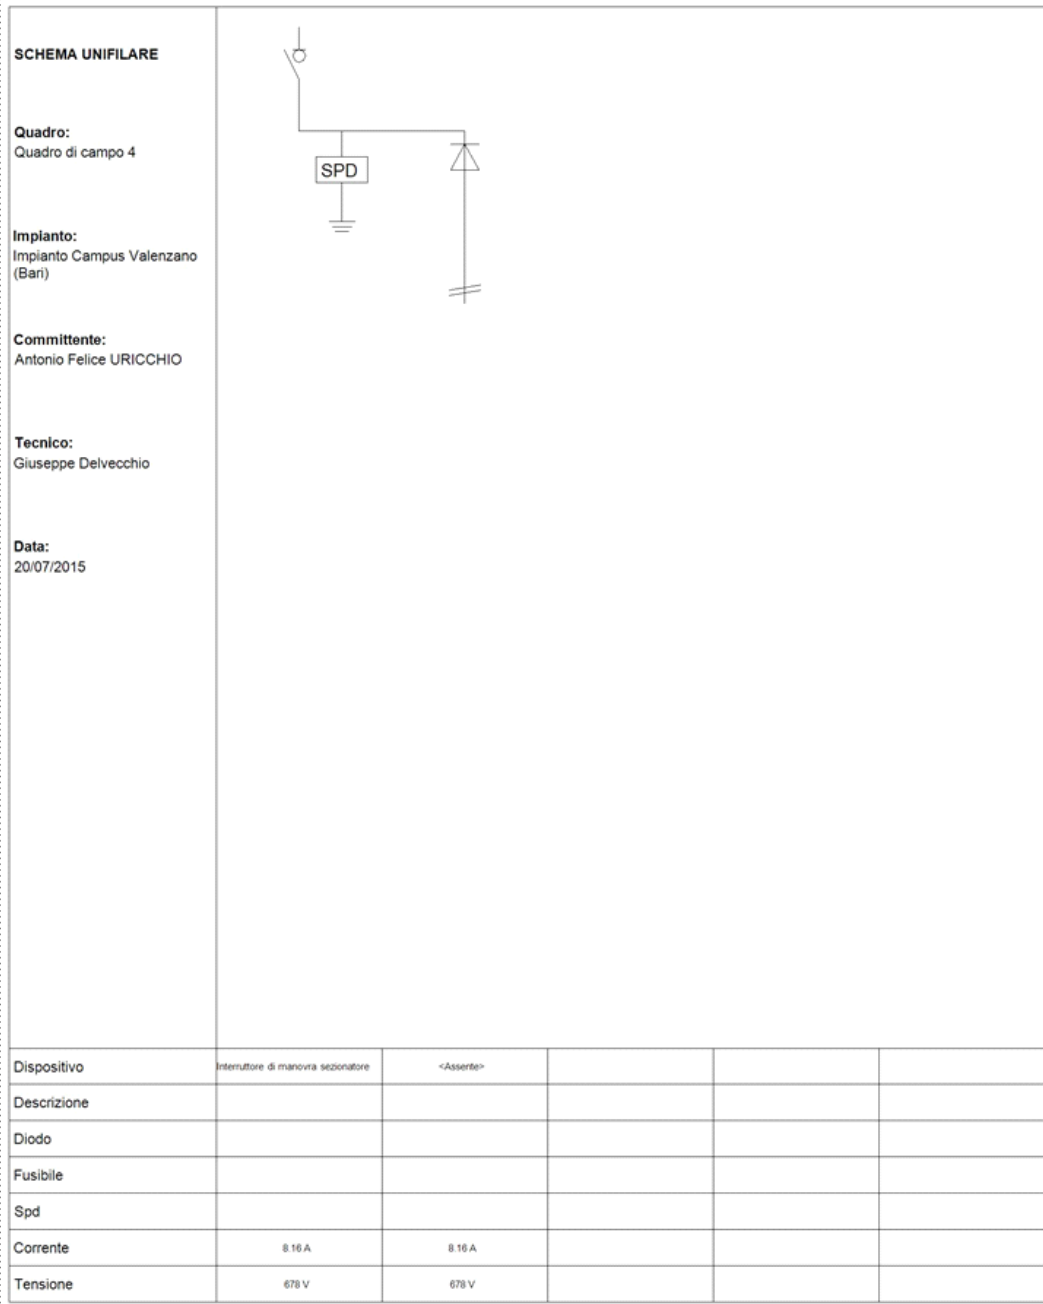 SCHEMA UNIFILARE
Quadro:
Quadro di campo 4
Impianto:
Impianto Campus Valenzano
(Bari)
Committente:
Antonio Felice URICCHIO
Tecnico:
Giuseppe Delvecchio
Data:
20/07/2015
SPD
Dispositivo Interruttore di manovra sezionatore <Assente>
Descrizione
Diodo
Fusibile
Spd
Corrente 8.16 A 8.16 A
Tensione 678 V 678 V